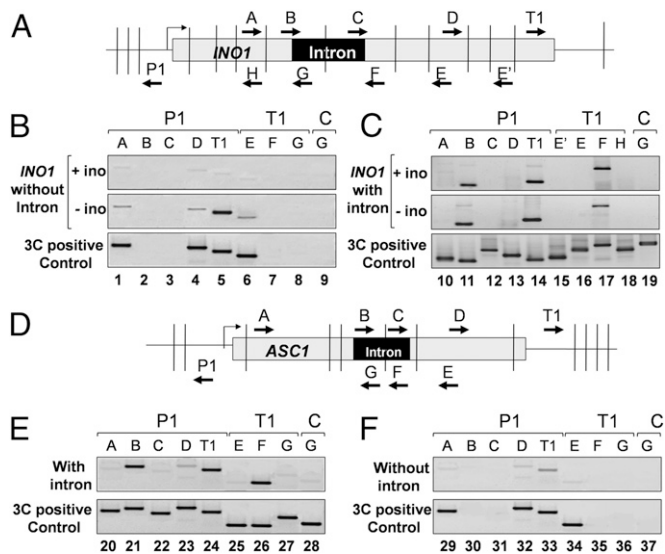 A
A B C D T1
INO1 Intron
P1 H G F E E'
B
P1 T1 C
A B C D T1 E F G G
INO1 without Intron
+ ino
- ino
3C positive Control
1 2 3 4 5 6 7 8 9
C
P1 T1 C
A B C D T1 E' E F H G
INO1 with intron
+ ino
- ino
3C positive Control
10 11 12 13 14 15 16 17 18 19
D
A B C D T1
ASC1 Intron
P1 G F E
E
P1 T1 C
A B C D T1 E F G G
With intron
3C positive Control
20 21 22 23 24 25 26 27 28
F
P1 T1 C
A B C D T1 E F G G
Without intron
3C positive Control
29 30 31 32 33 34 35 36 37